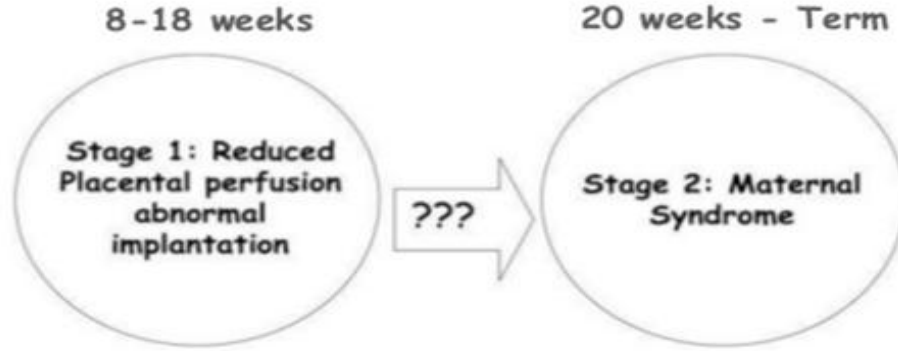 8-18 weeks
20 weeks - Term
Stage 1: Reduced
Placental perfusion
abnormal
implantation
???
Stage 2: Maternal
Syndrome